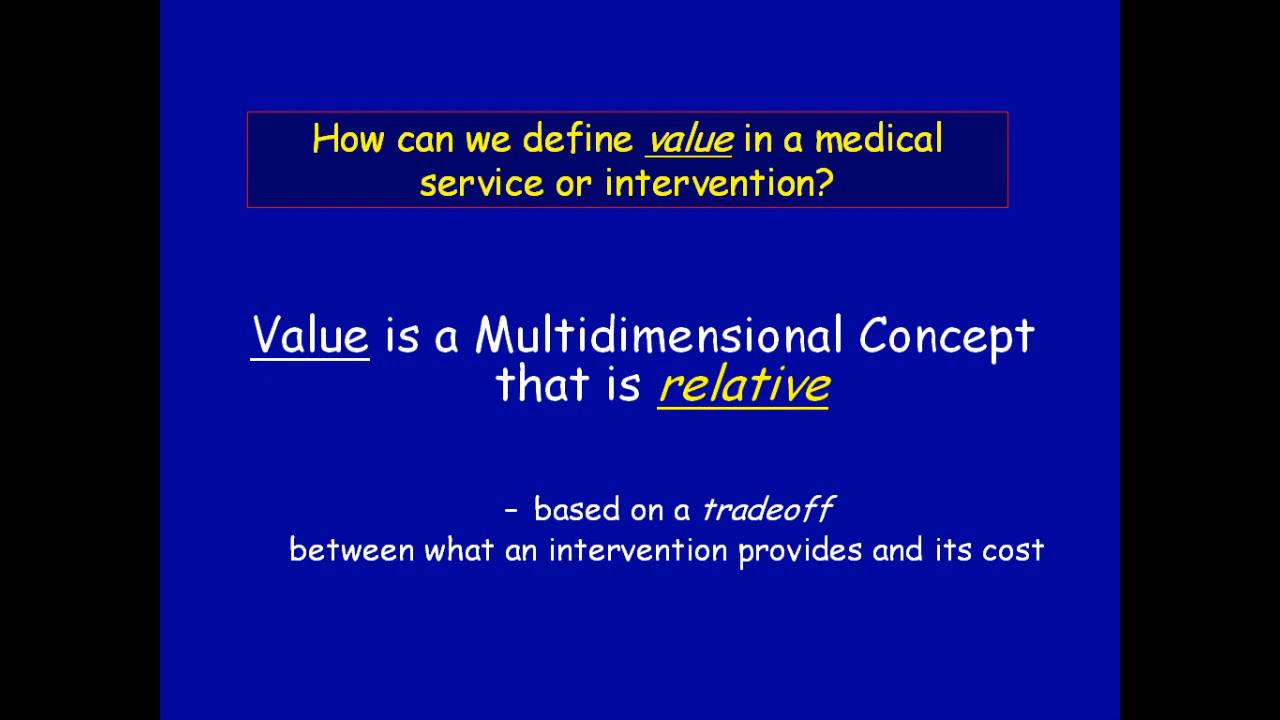 How can we define value in a medical
service or intervention?
Value is a Multidimensional Concept
that is relative
– based on a tradeoff
between what an intervention provides and its cost